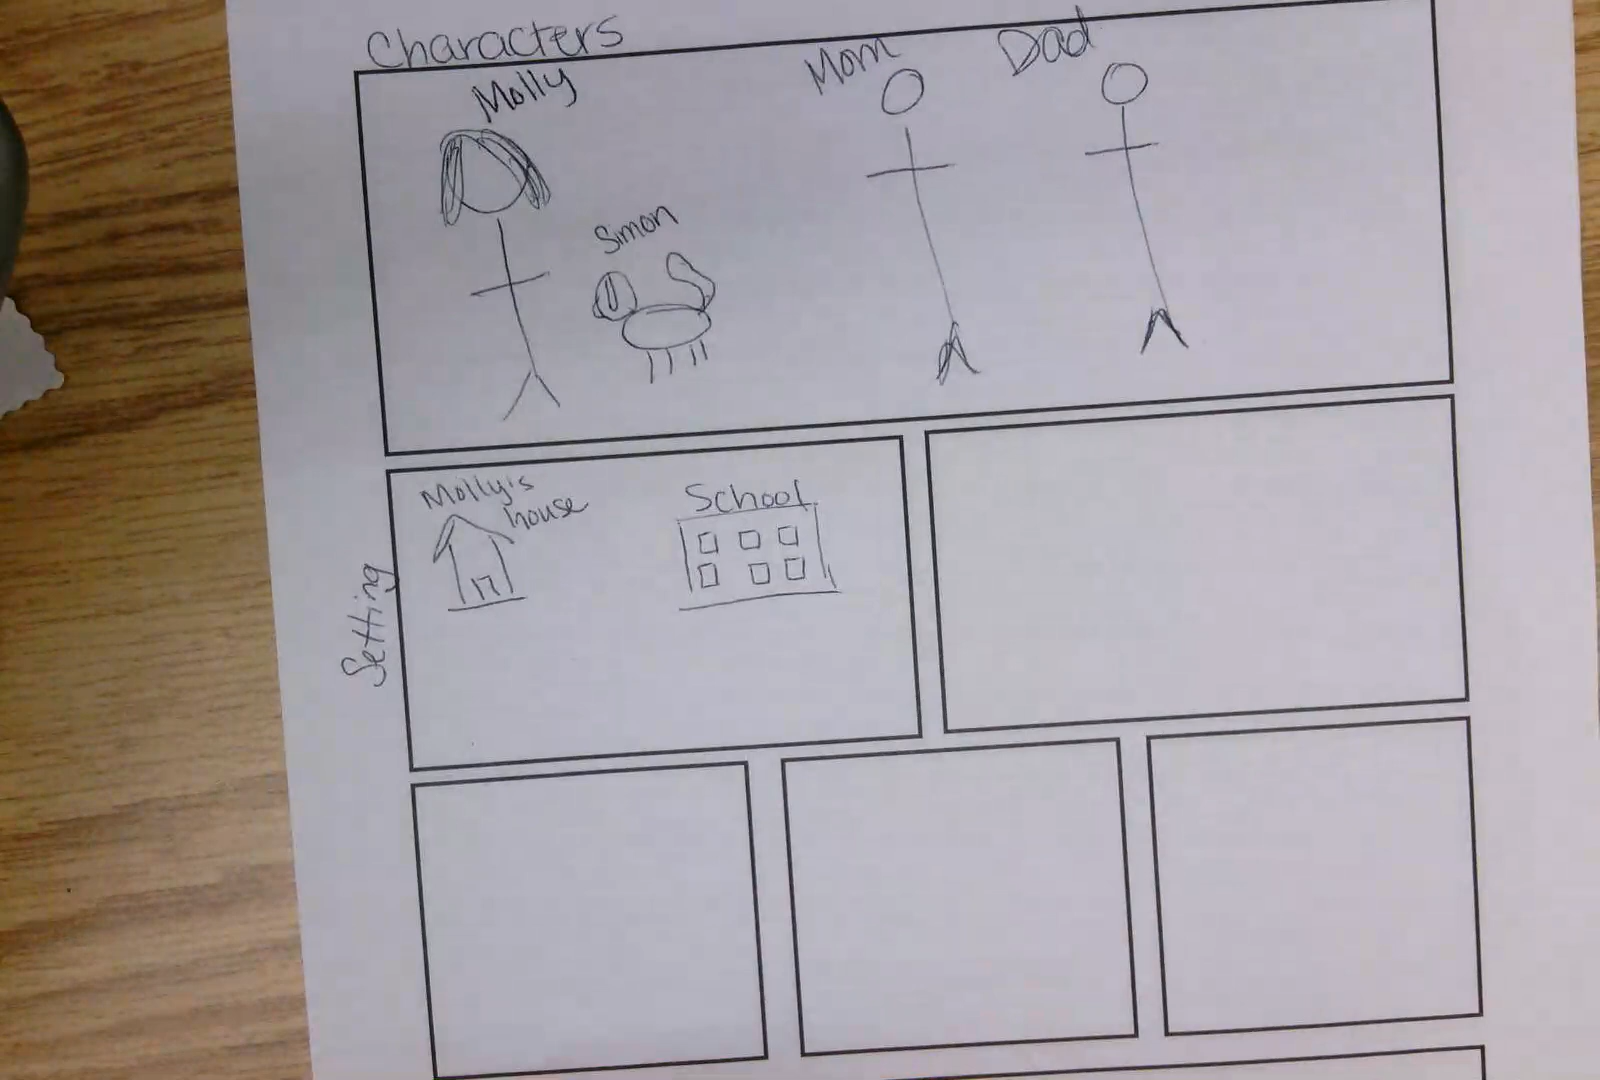 Characters
Molly
Mom
Dad
Simon
Molly's
house
School
Setting